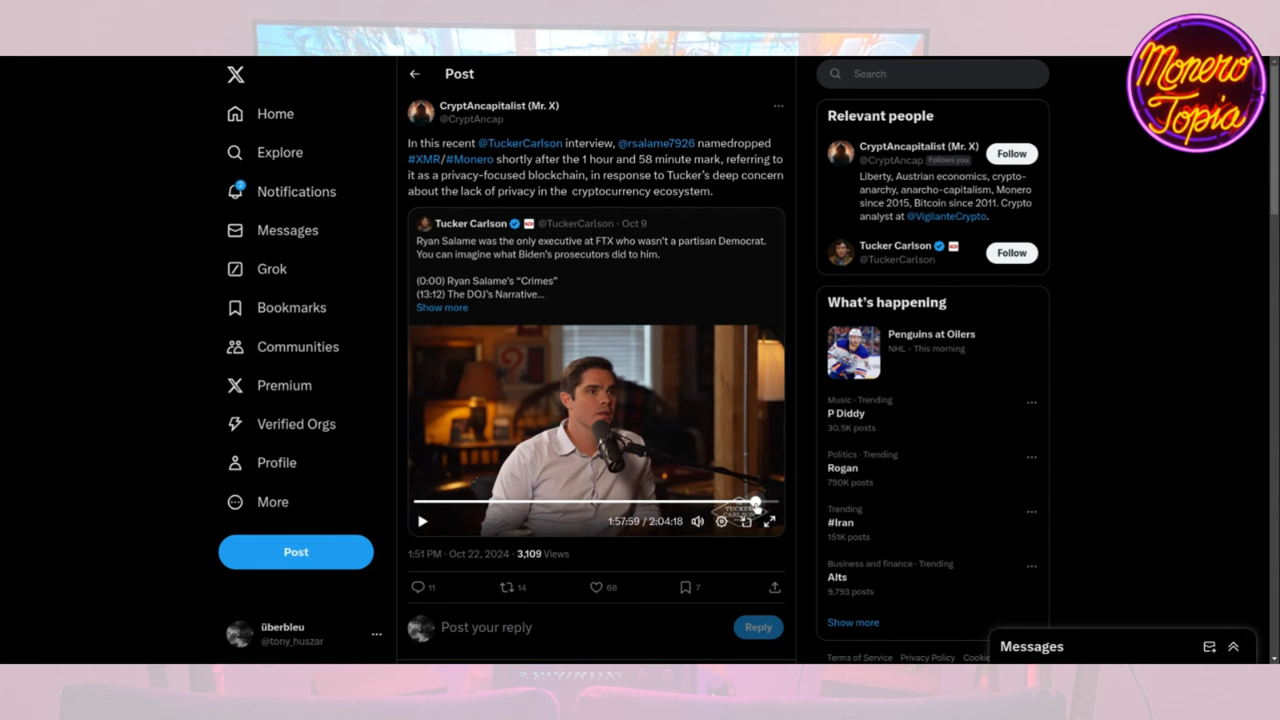 Monero
Topia
Home
Explore
Notifications
Messages
Grok
Bookmarks
Communities
Premium
Verified Orgs
Profile
More
Post
überbleu
@tony_huszar
Post
CryptAncapitalist (Mr. X)
@CryptAncap
In this recent @TuckerCarlson interview, @rsalame7926 namedropped
#XMR/#Monero shortly after the 1 hour and 58 minute mark, referring to
it as a privacy-focused blockchain, in response to Tucker's deep concern
about the lack of privacy in the cryptocurrency ecosystem.
Tucker Carlson @TuckerCarlson · Oct 9
Ryan Salame was the only executive at FTX who wasn't a partisan Democrat.
You can imagine what Biden's prosecutors did to him.
(0:00) Ryan Salame's "Crimes"
(13:12) The DOJ's Narrative...
Show more
TUCKER
CARLSON
1:57:59 / 2:04:18
1:51 PM · Oct 22, 2024 · 3,109 Views
11 14 68 7
Post your reply
Reply
Search
Relevant people
CryptAncapitalist (Mr. X)
@CryptAncap Follows you
Follow
Liberty, Austrian economics, crypto-
anarchy, anarcho-capitalism, Monero
since 2015, Bitcoin since 2011. Crypto
analyst at @VigilanteCrypto.
Tucker Carlson
@TuckerCarlson
Follow
What's happening
Penguins at Oilers
NHL · This morning
Music · Trending
P Diddy
30.5K posts
Politics · Trending
Rogan
790K posts
Trending
#Iran
151K posts
Business and finance · Trending
Alts
9,793 posts
Show more
Terms of Service Privacy Policy Cookie
Messages